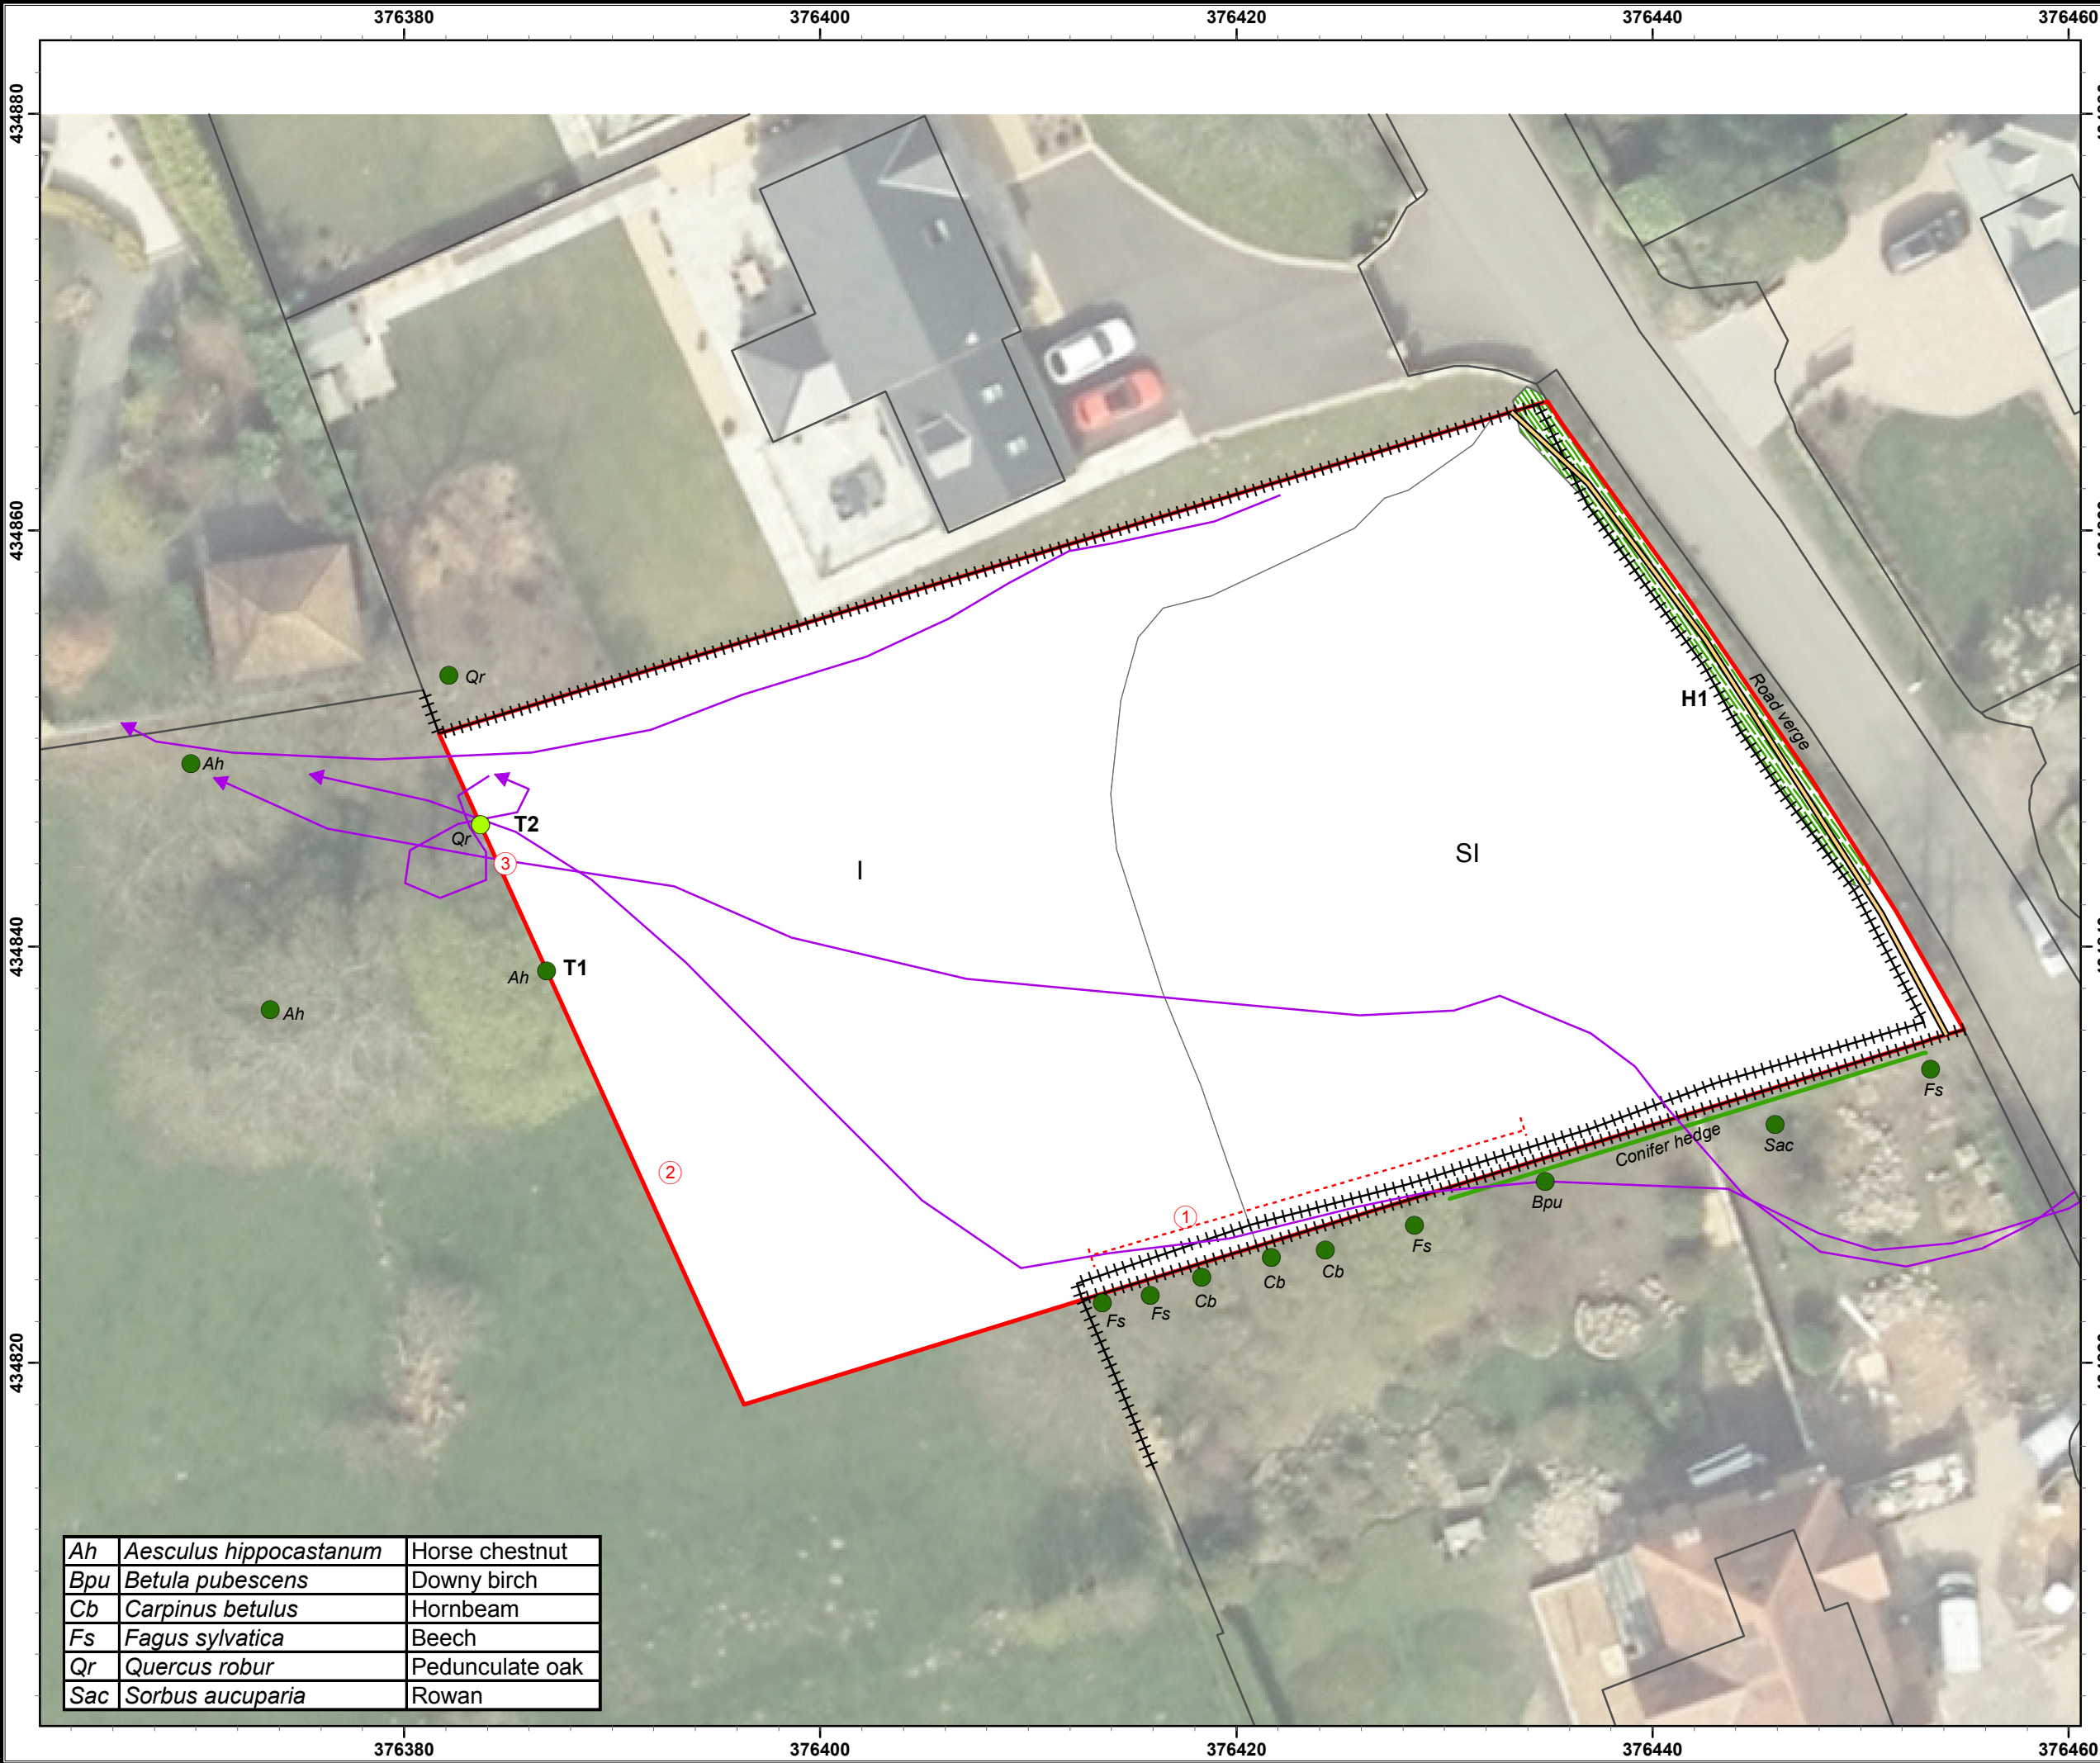 376380 376400 376420 376440 376460
434880
434860
Qr
H1
Road verge
Ah
T2
Qr
3
I
SI
434840
T1
Ah
Ah
Fs
Conifer hedge
Sac
2
Bpu
1
Fs
Cb
Cb
Cb
Fs
Fs
434820
Ah Aesculus hippocastanum Horse chestnut
Bpu Betula pubescens Downy birch
Cb Carpinus betulus Hornbeam
Fs Fagus sylvatica Beech
Qr Quercus robur Pedunculate oak
Sac Sorbus aucuparia Rowan
376380 376400 376420 376440 376460